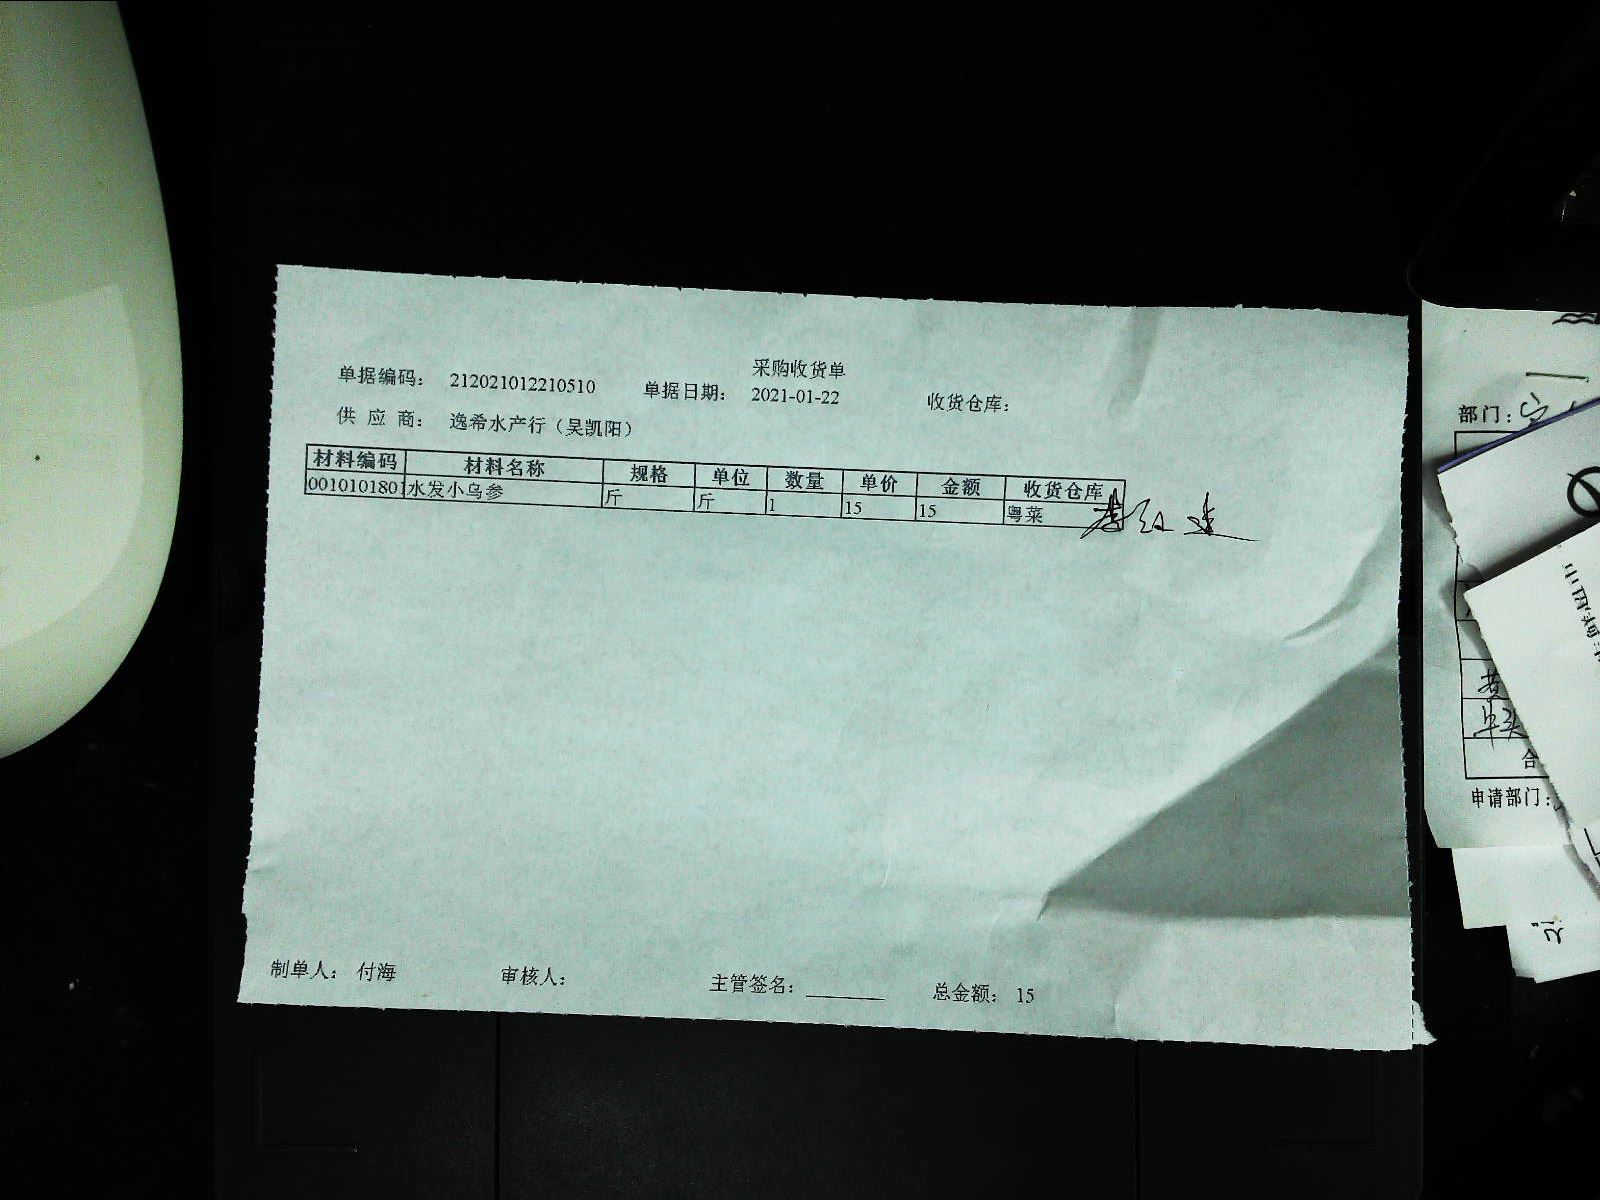 采购收货单
单据编码： 212021012210510 单据日期： 2021-01-22 收货仓库：
供 应 商： 逸希水产行（吴凯阳）
材料编码 材料名称 规格 单位 数量 单价 金额 收货仓库
0010101801 水发小乌参 斤 斤 1 15 15 粤菜
制单人： 付海 审核人： 主管签名： 总金额： 15
部门：
合
申请部门：